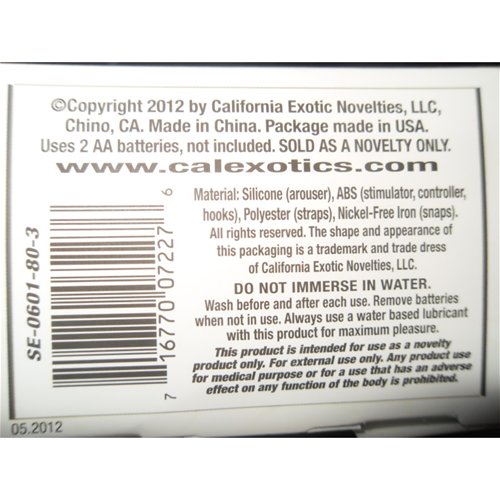 ©Copyright 2012 by California Exotic Novelties, LLC,
Chino, CA. Made in China. Package made in USA.
Uses 2 AA batteries, not included. SOLD AS A NOVELTY ONLY.
www.calexotics.com
Material: Silicone (arouser), ABS (stimulator, controller,
hooks), Polyester (straps), Nickel-Free Iron (snaps).
All rights reserved. The shape and appearance of
this packaging is a trademark and trade dress
of California Exotic Novelties, LLC.
DO NOT IMMERSE IN WATER.
Wash before and after each use. Remove batteries
when not in use. Always use a water based lubricant
with this product for maximum pleasure.
This product is intended for use as a novelty
product only. For external use only. Any product use
for medical purpose or for a use that has an adverse
effect on any function of the body is prohibited.
SE-0601-80-3
7 16770 07227 6
05.2012